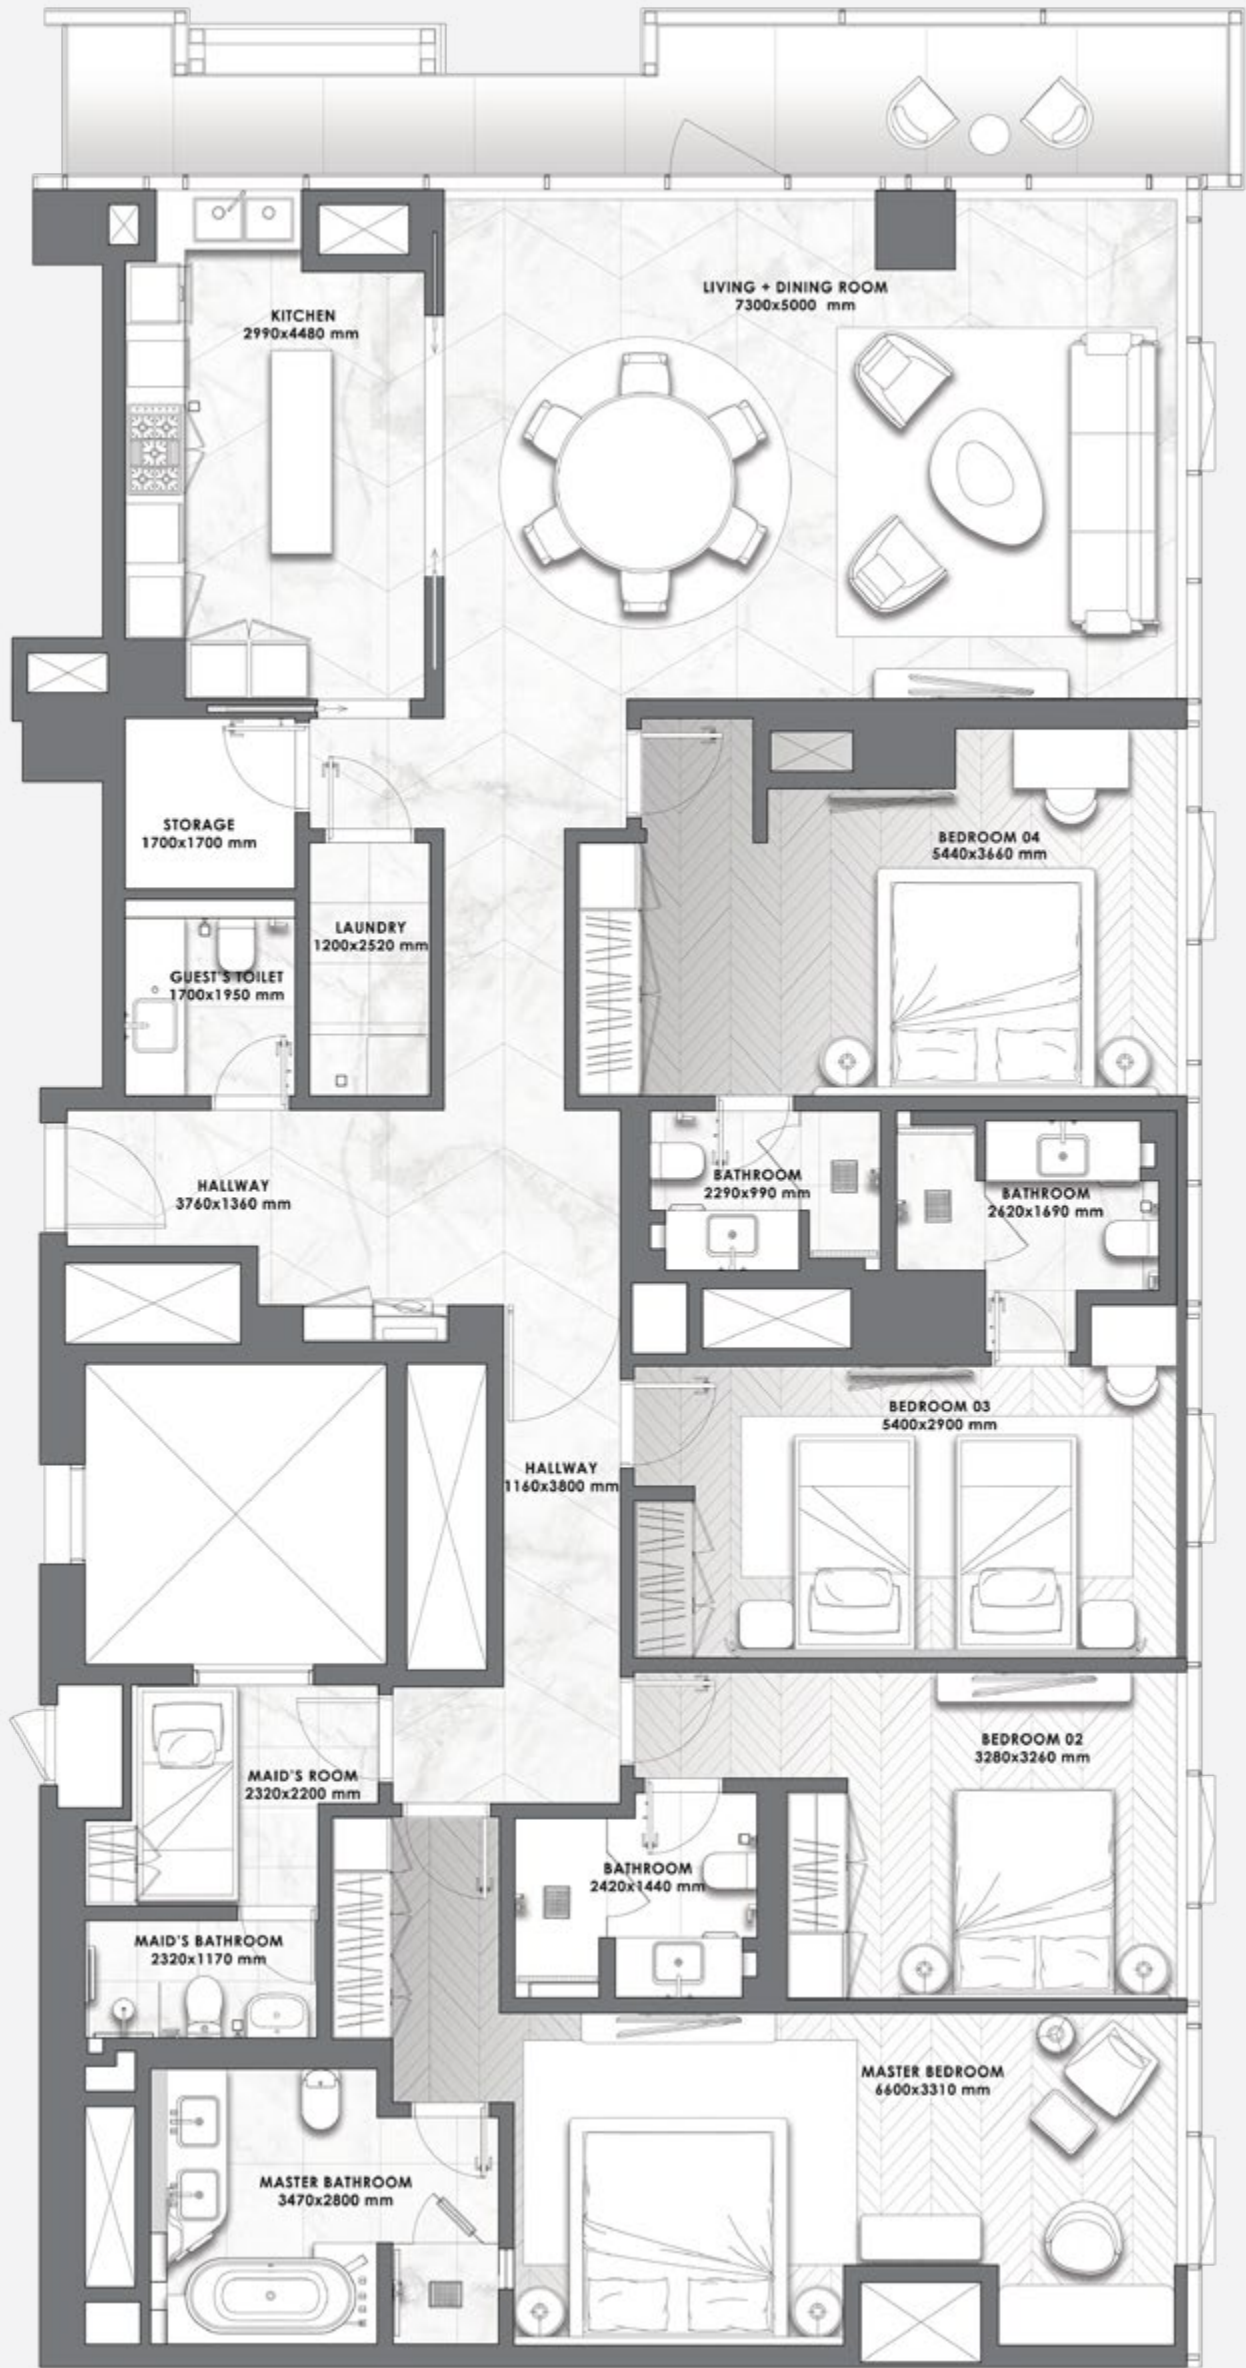 LIVING + DINING ROOM
7300x5000 mm
KITCHEN
2990x4480 mm
STORAGE
1700x1700 mm
BEDROOM 04
5440x3660 mm
LAUNDRY
1200x2520 mm
GUEST'S TOILET
1700x1950 mm
HALLWAY
3760x1360 mm
BATHROOM
2290x990 mm
BATHROOM
2620x1690 mm
BEDROOM 03
5400x2900 mm
HALLWAY
1160x3800 mm
BEDROOM 02
3280x3260 mm
MAID'S ROOM
2320x2200 mm
BATHROOM
2420x1440 mm
MAID'S BATHROOM
2320x1170 mm
MASTER BEDROOM
6600x3310 mm
MASTER BATHROOM
3470x2800 mm